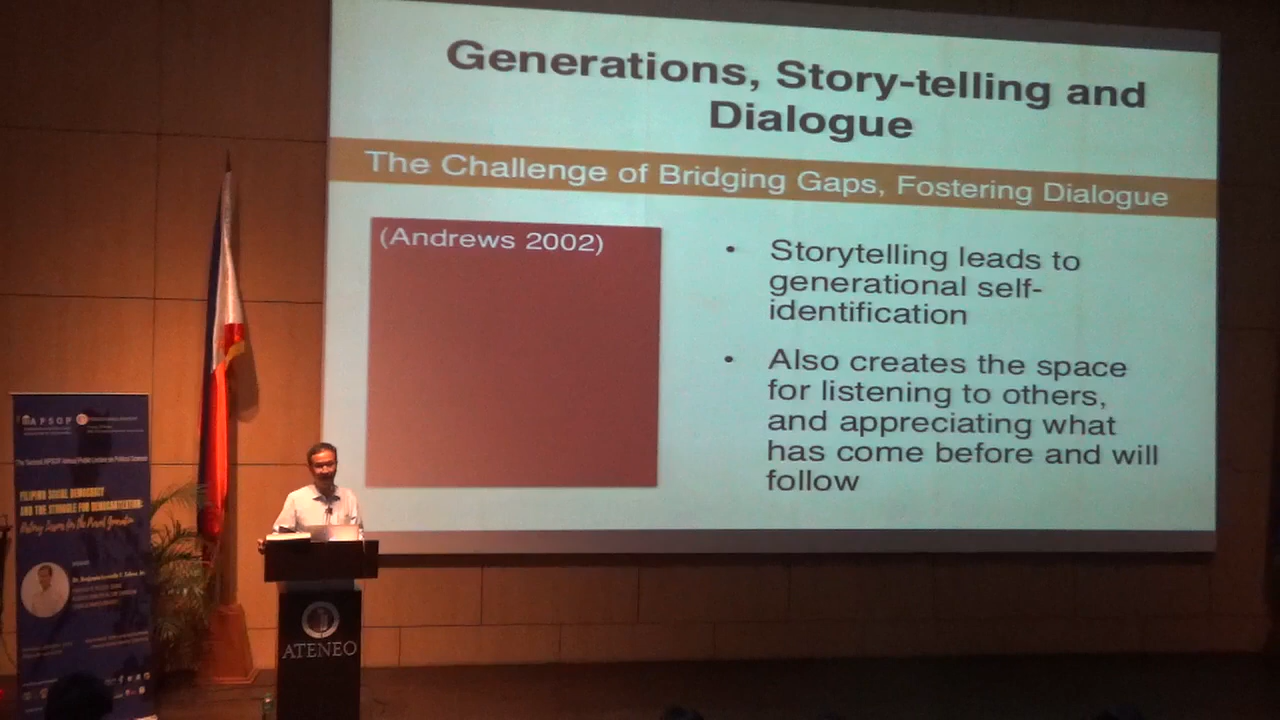 Generations, Story-telling and
Dialogue
The Challenge of Bridging Gaps, Fostering Dialogue
(Andrews 2002)
• Storytelling leads to
generational self-
identification
• Also creates the space
for listening to others,
and appreciating what
has come before and will
follow
APSOP
FILIPINO SOCIAL DEMOCRACY
AND THE STRUGGLE FOR DEMOCRATIZATION:
ATENEO